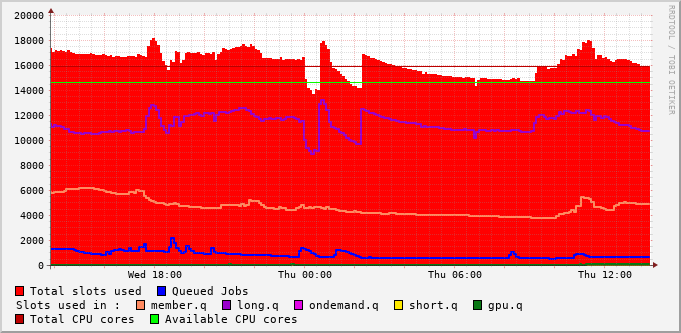 20000
18000
16000
14000
12000
10000
8000
6000
4000
2000
0
Wed 18:00 Thu 00:00 Thu 06:00 Thu 12:00
Total slots used Queued Jobs
Slots used in : member.q long.q ondemand.q short.q gpu.q
Total CPU cores Available CPU cores
RRDTOOL / TOBI OETIKER